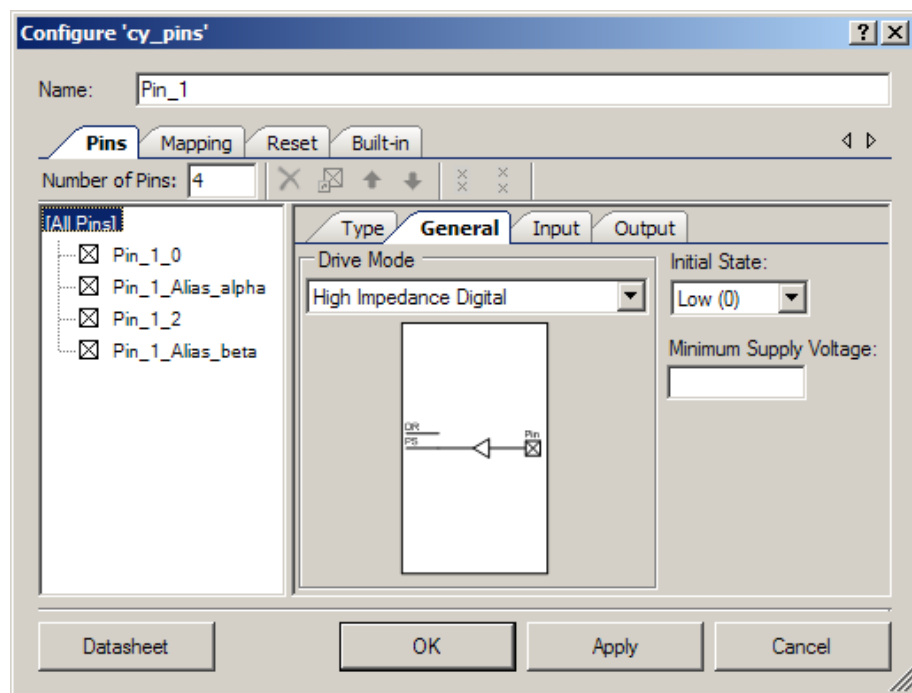 Configure 'cy_pins'
Name: Pin_1
Pins Mapping Reset Built-in
Number of Pins: 4
[All Pins]
Pin_1_0
Pin_1_Alias_alpha
Pin_1_2
Pin_1_Alias_beta
Type General Input Output
Drive Mode
High Impedance Digital
DR
PS
Pin
Initial State:
Low (0)
Minimum Supply Voltage:
Datasheet OK Apply Cancel